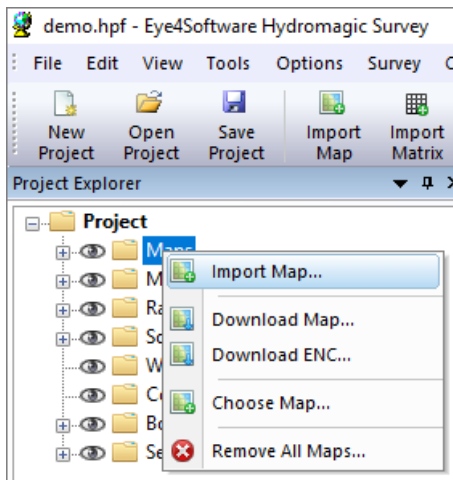 demo.hpf - Eye4Software Hydromagic Survey
File Edit View Tools Options Survey
New Project
Open Project
Save Project
Import Map
Import Matrix
Project Explorer
Project
Maps
Import Map...
Download Map...
Download ENC...
Choose Map...
Remove All Maps...